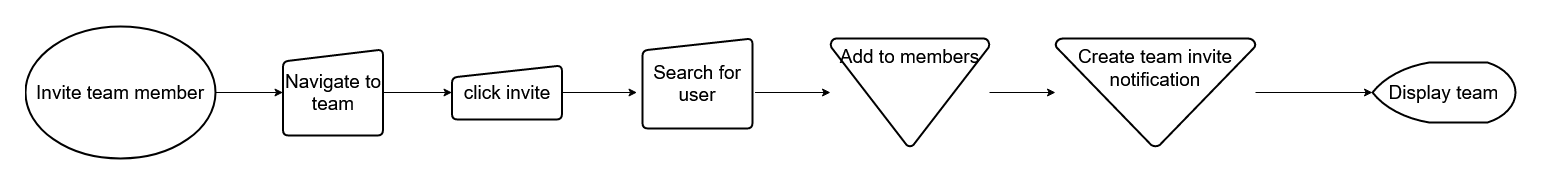 Invite team member
Navigate to
team
click invite
Search for
user
Add to members
Create team invite
notification
Display team